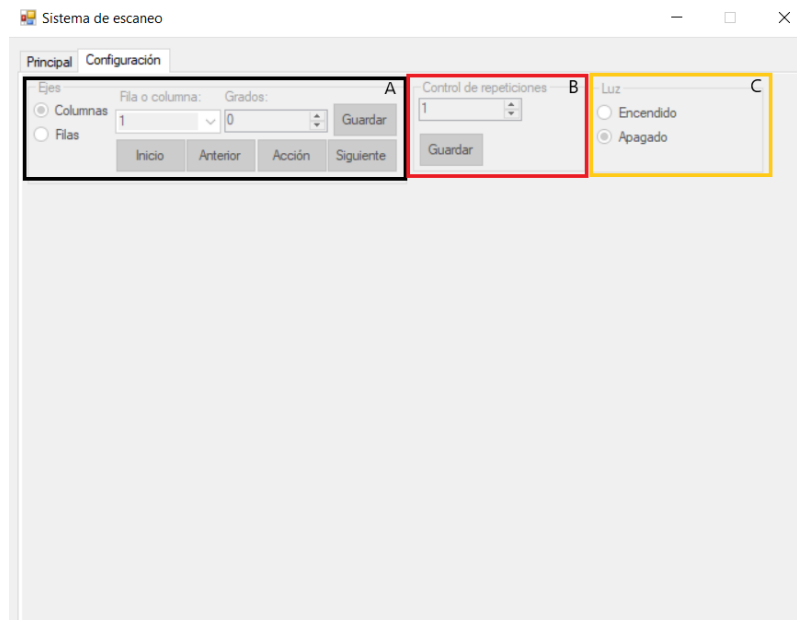 Sistema de escaneo
Principal Configuración
Ejes A
Columnas
Filas
Fila o columna: Grados:
1 0 Guardar
Inicio Anterior Acción Siguiente
Control de repeticiones B
1
Guardar
Luz C
Encendido
Apagado